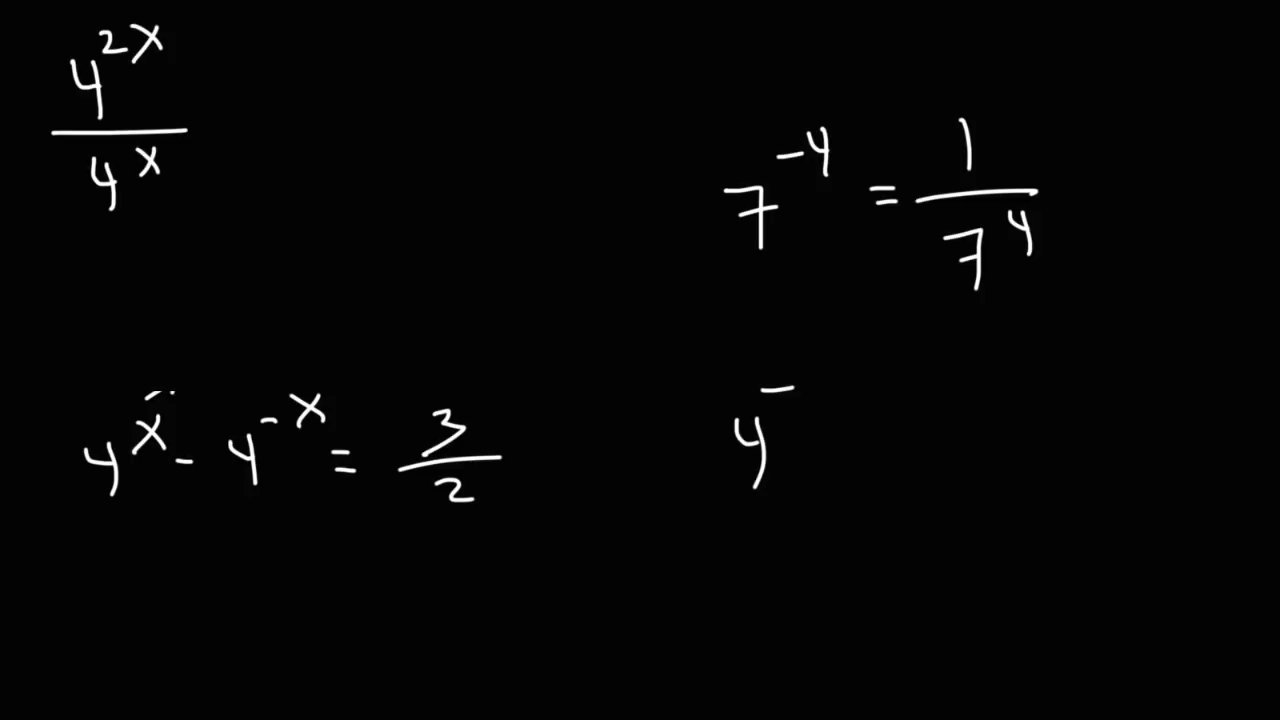 4^{2x} / 4^x
7^{-4} = 1 / 7^4
4^x - 4^{-x} = 3 / 2
4^-